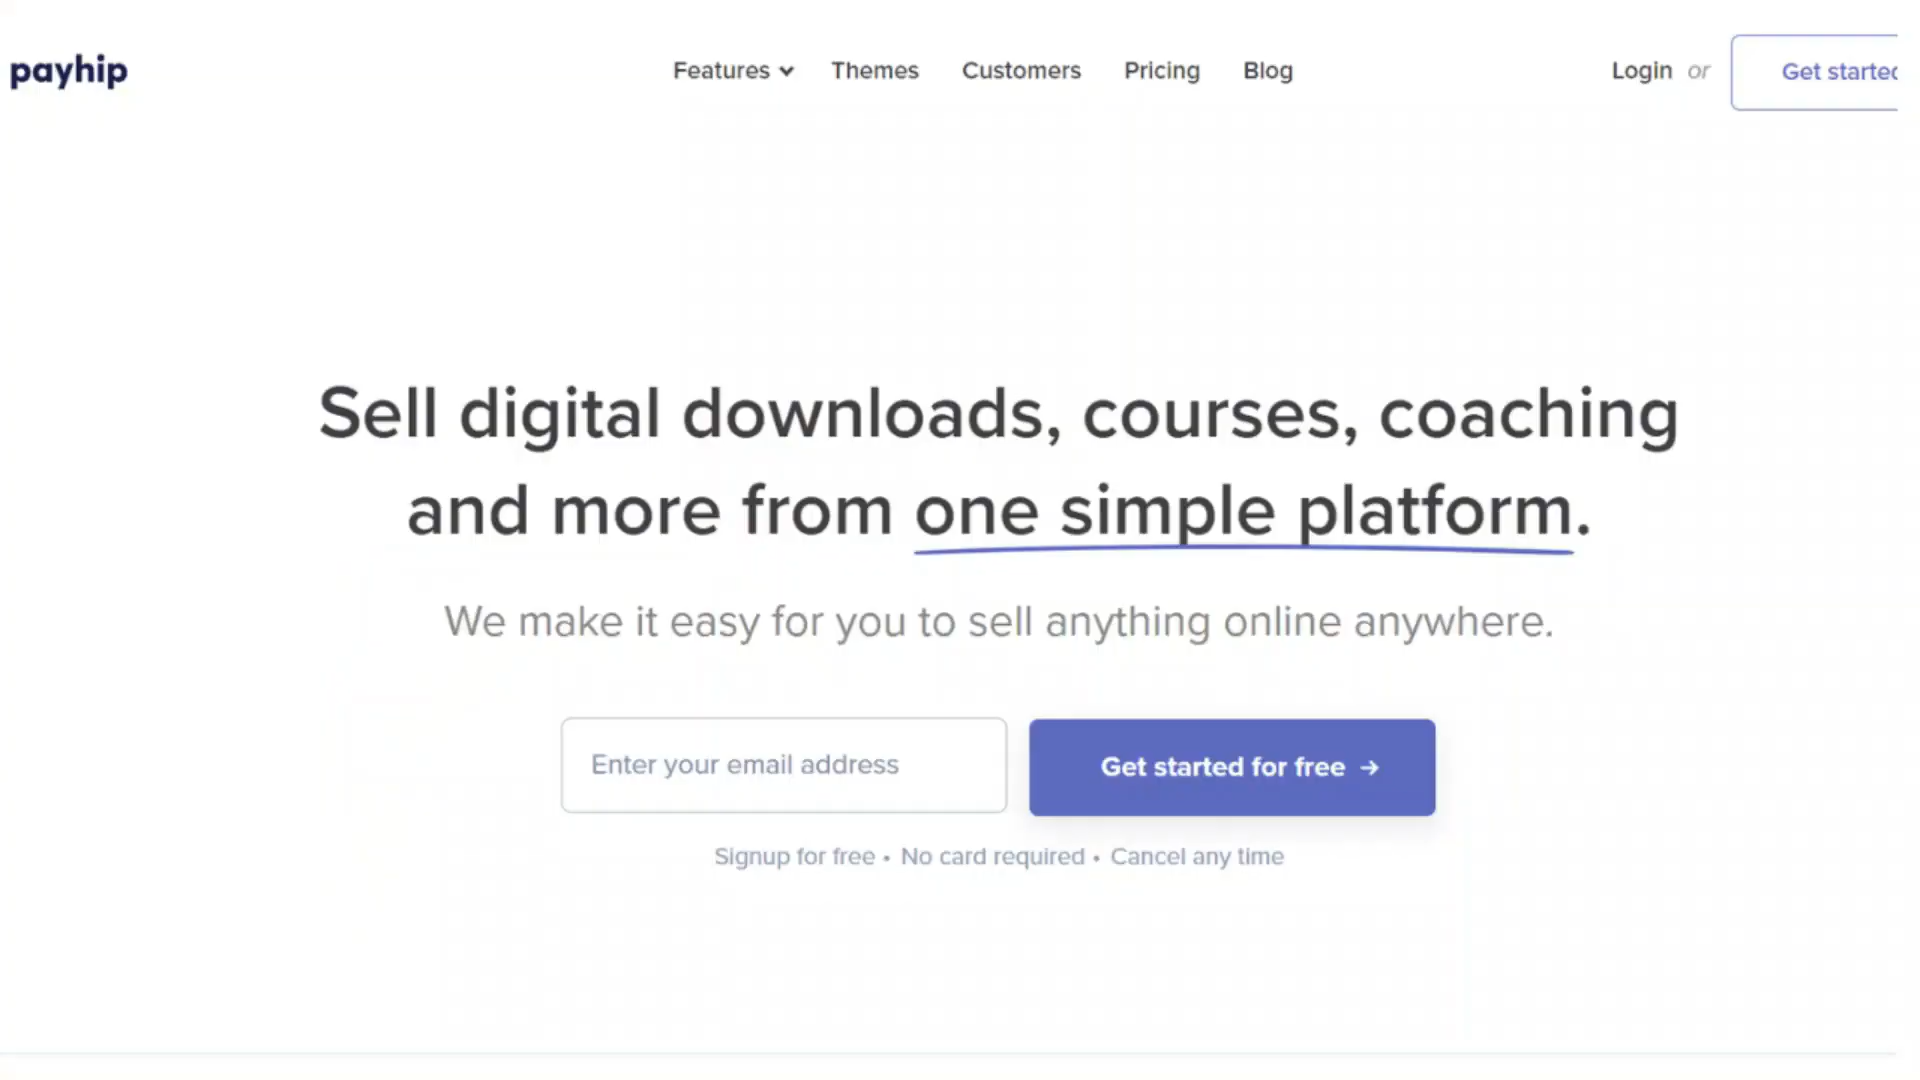 payhip
Features
Themes
Customers
Pricing
Blog
Login or
Get started
Sell digital downloads, courses, coaching
and more from one simple platform.
We make it easy for you to sell anything online anywhere.
Enter your email address
Get started for free →
Signup for free • No card required • Cancel any time